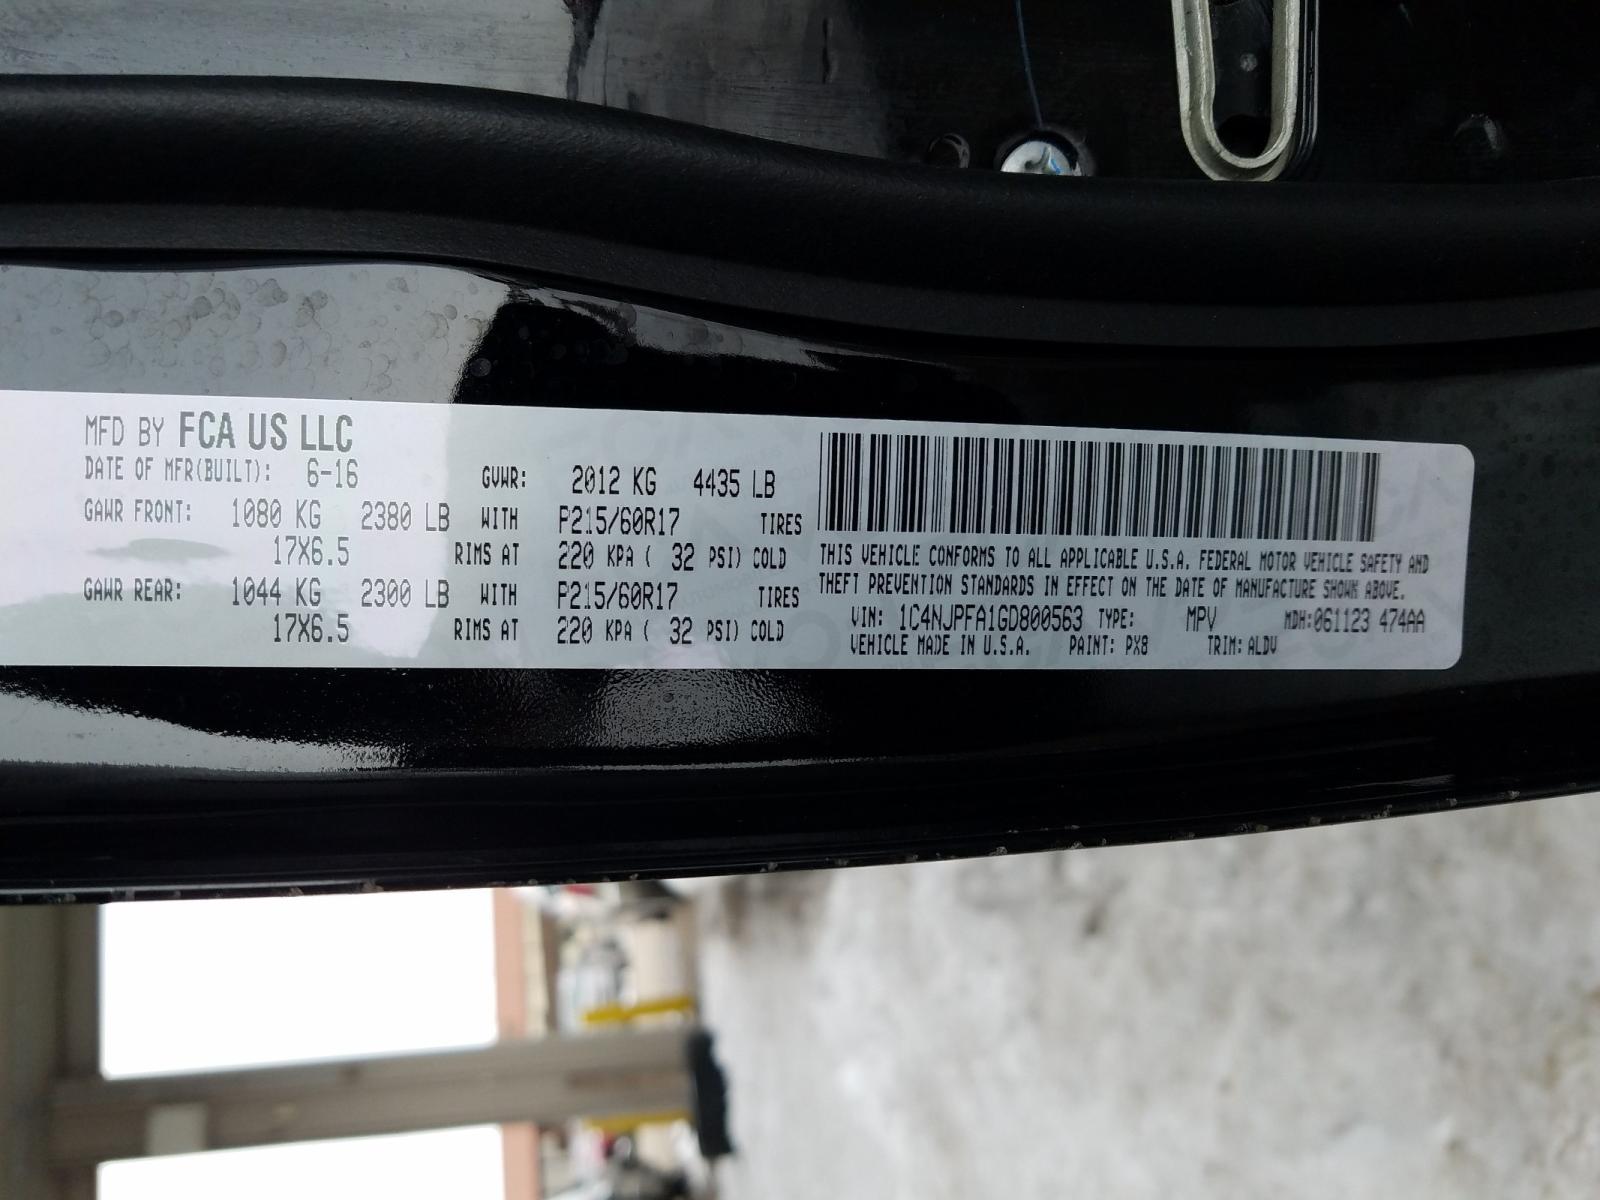 MFD BY FCA US LLC
DATE OF MFR(BUILT): 6-16 GVWR: 2012 KG 4435 LB
GAWR FRONT: 1080 KG 2380 LB WITH P215/60R17 TIRES
17X6.5 RIMS AT 220 KPA ( 32 PSI) COLD
GAWR REAR: 1044 KG 2300 LB WITH P215/60R17 TIRES
17X6.5 RIMS AT 220 KPA ( 32 PSI) COLD
THIS VEHICLE CONFORMS TO ALL APPLICABLE U.S.A. FEDERAL MOTOR VEHICLE SAFETY AND
THEFT PREVENTION STANDARDS IN EFFECT ON THE DATE OF MANUFACTURE SHOWN ABOVE.
VIN: 1C4NJPFA1GD800563 TYPE: MPV MDH:061123 474AA
VEHICLE MADE IN U.S.A. PAINT: PX8 TRIM: ALDV